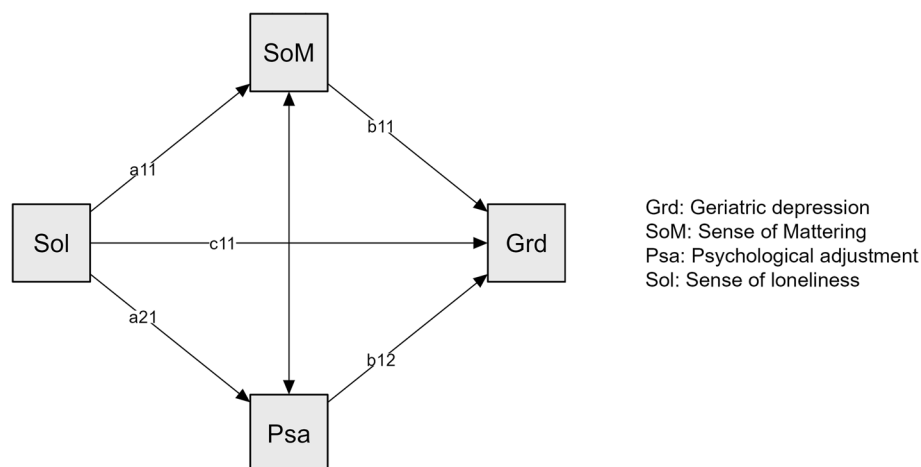 SoM
b11
a11
Sol
c11
Grd
a21
b12
Psa
Grd: Geriatric depression
SoM: Sense of Mattering
Psa: Psychological adjustment
Sol: Sense of loneliness